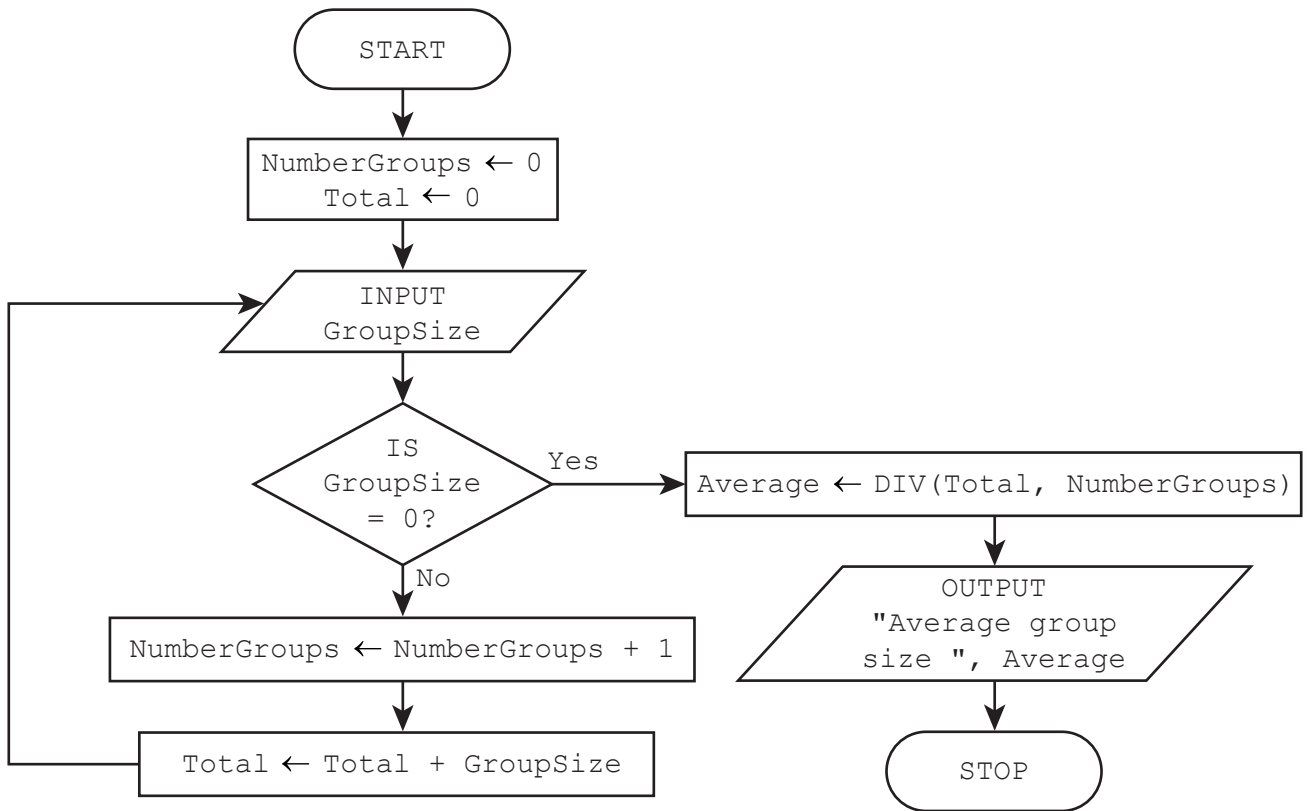 START
NumberGroups ← 0
Total ← 0
INPUT
GroupSize
IS
GroupSize
= 0?
Yes
Average ← DIV(Total, NumberGroups)
OUTPUT
"Average group
size ", Average
STOP
No
NumberGroups ← NumberGroups + 1
Total ← Total + GroupSize